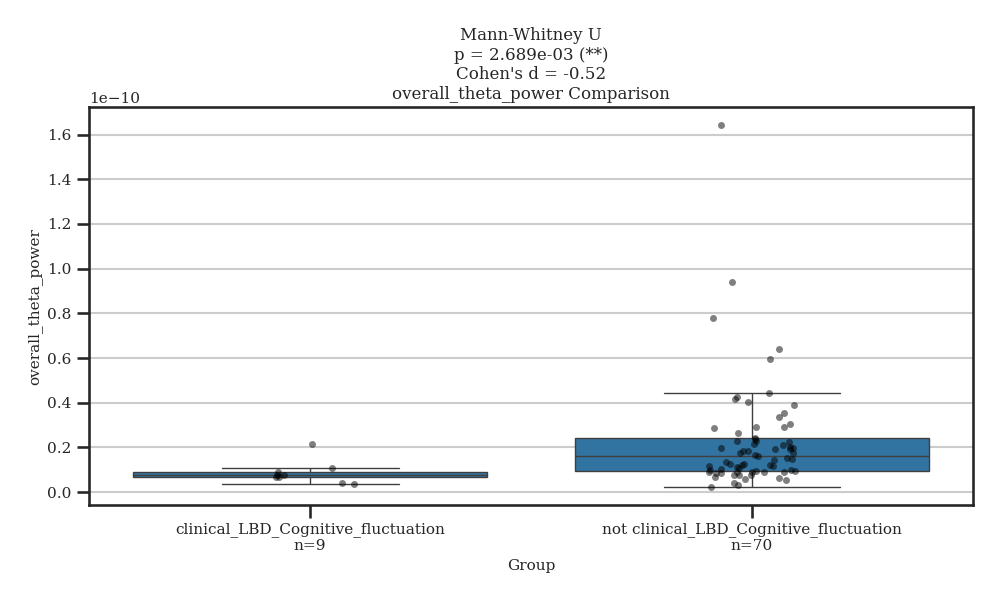 Mann-Whitney U
p = 2.689e-03 (**)
Cohen's d = -0.52
overall_theta_power Comparison
1e−10
1.6
1.4
1.2
1.0
0.8
0.6
0.4
0.2
0.0
overall_theta_power
clinical_LBD_Cognitive_fluctuation
n=9
not clinical_LBD_Cognitive_fluctuation
n=70
Group